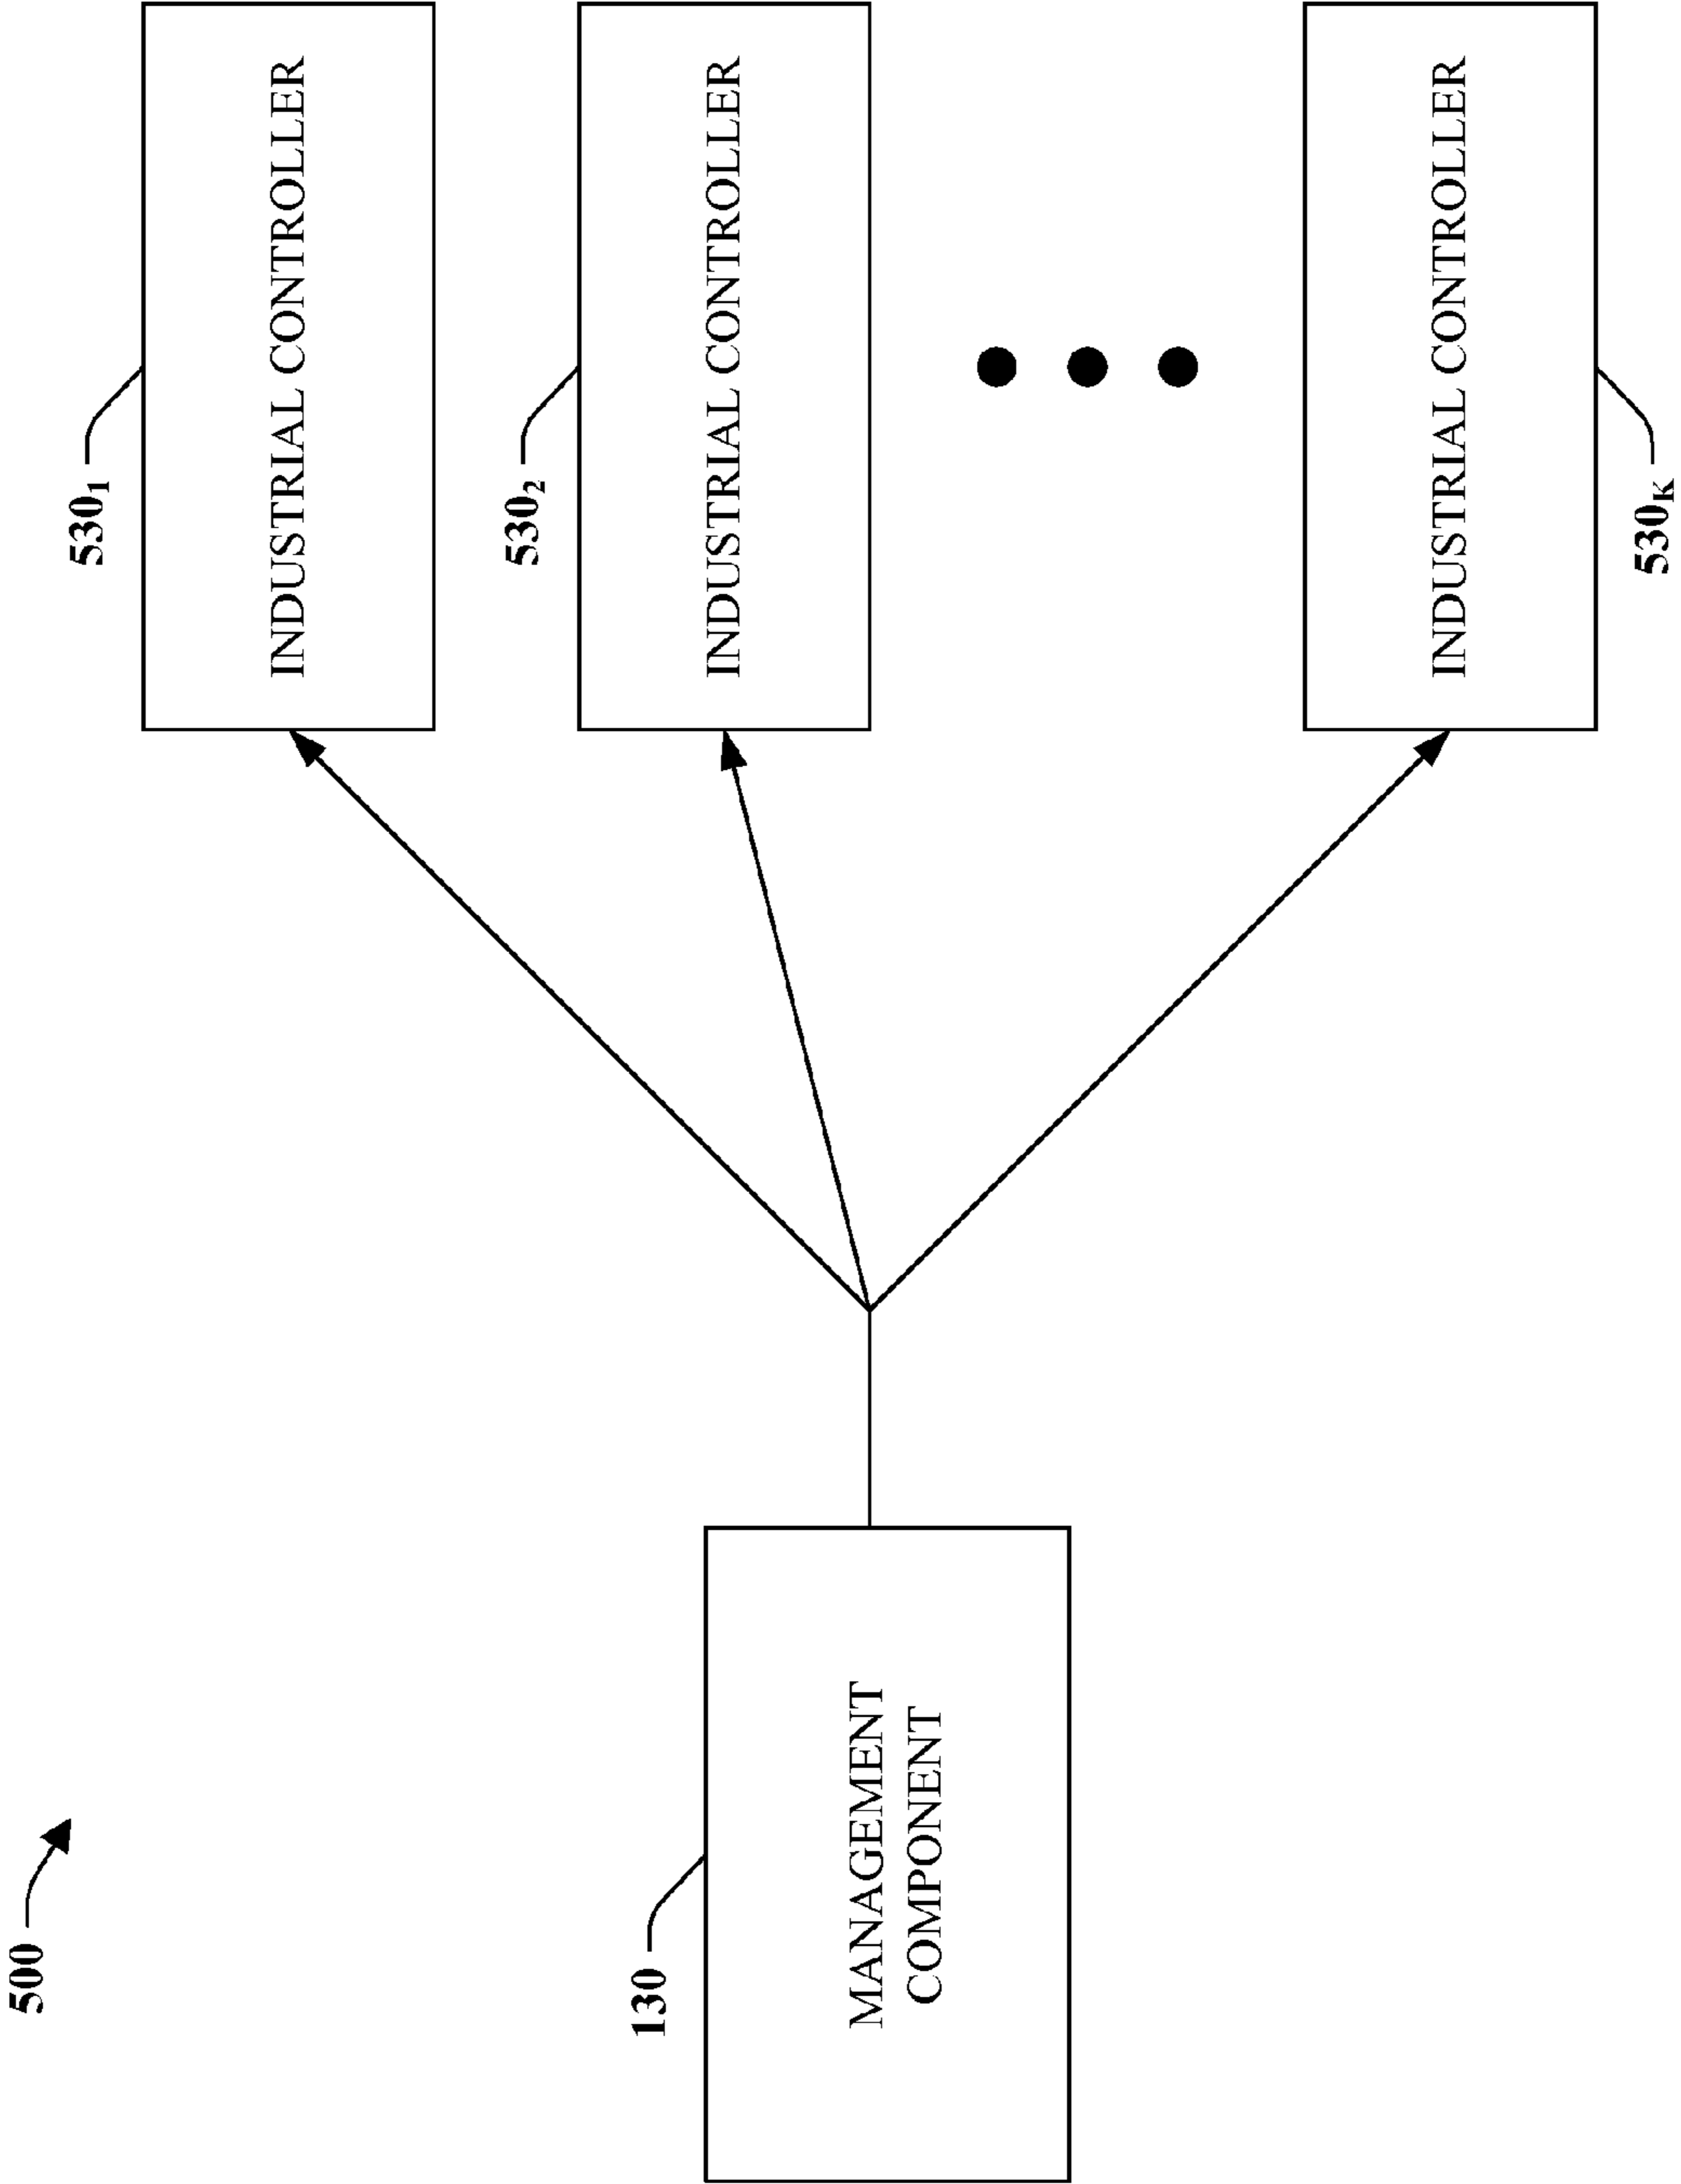 500
530₁
INDUSTRIAL CONTROLLER
530₂
130
INDUSTRIAL CONTROLLER
MANAGEMENT
COMPONENT
INDUSTRIAL CONTROLLER
530K